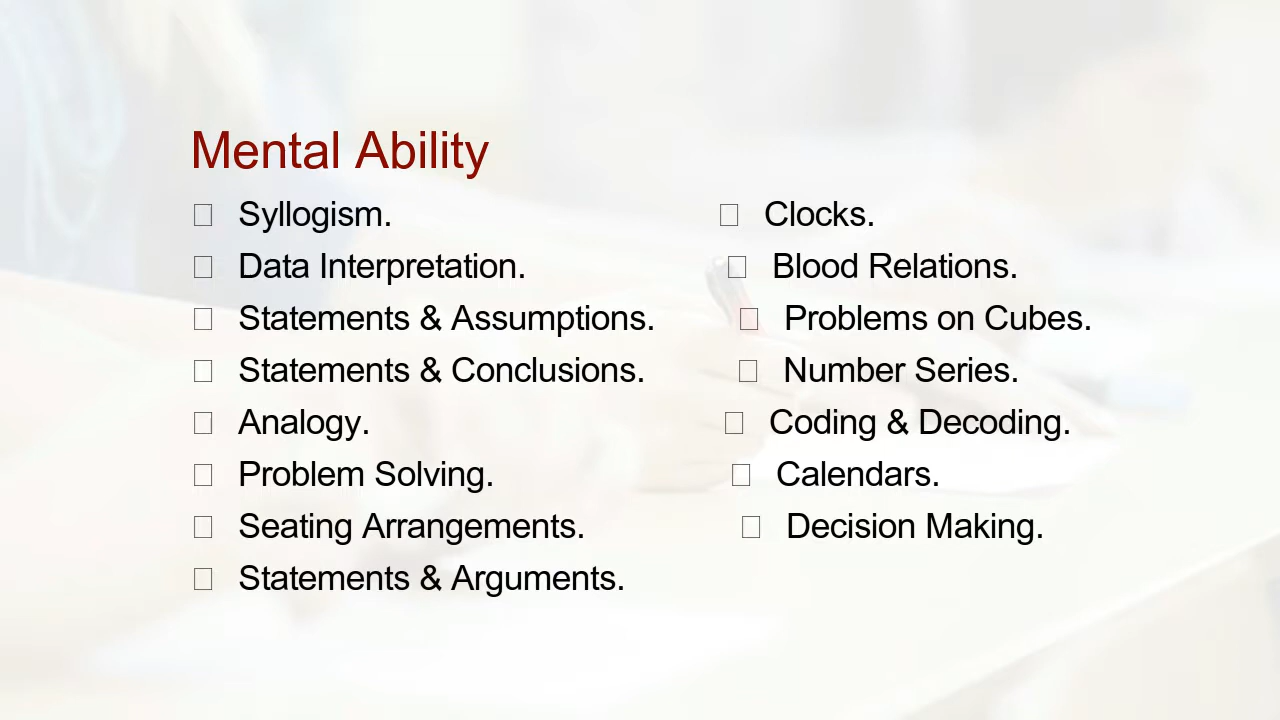 Mental Ability
Syllogism.
Data Interpretation.
Statements & Assumptions.
Statements & Conclusions.
Analogy.
Problem Solving.
Seating Arrangements.
Statements & Arguments.
Clocks.
Blood Relations.
Problems on Cubes.
Number Series.
Coding & Decoding.
Calendars.
Decision Making.